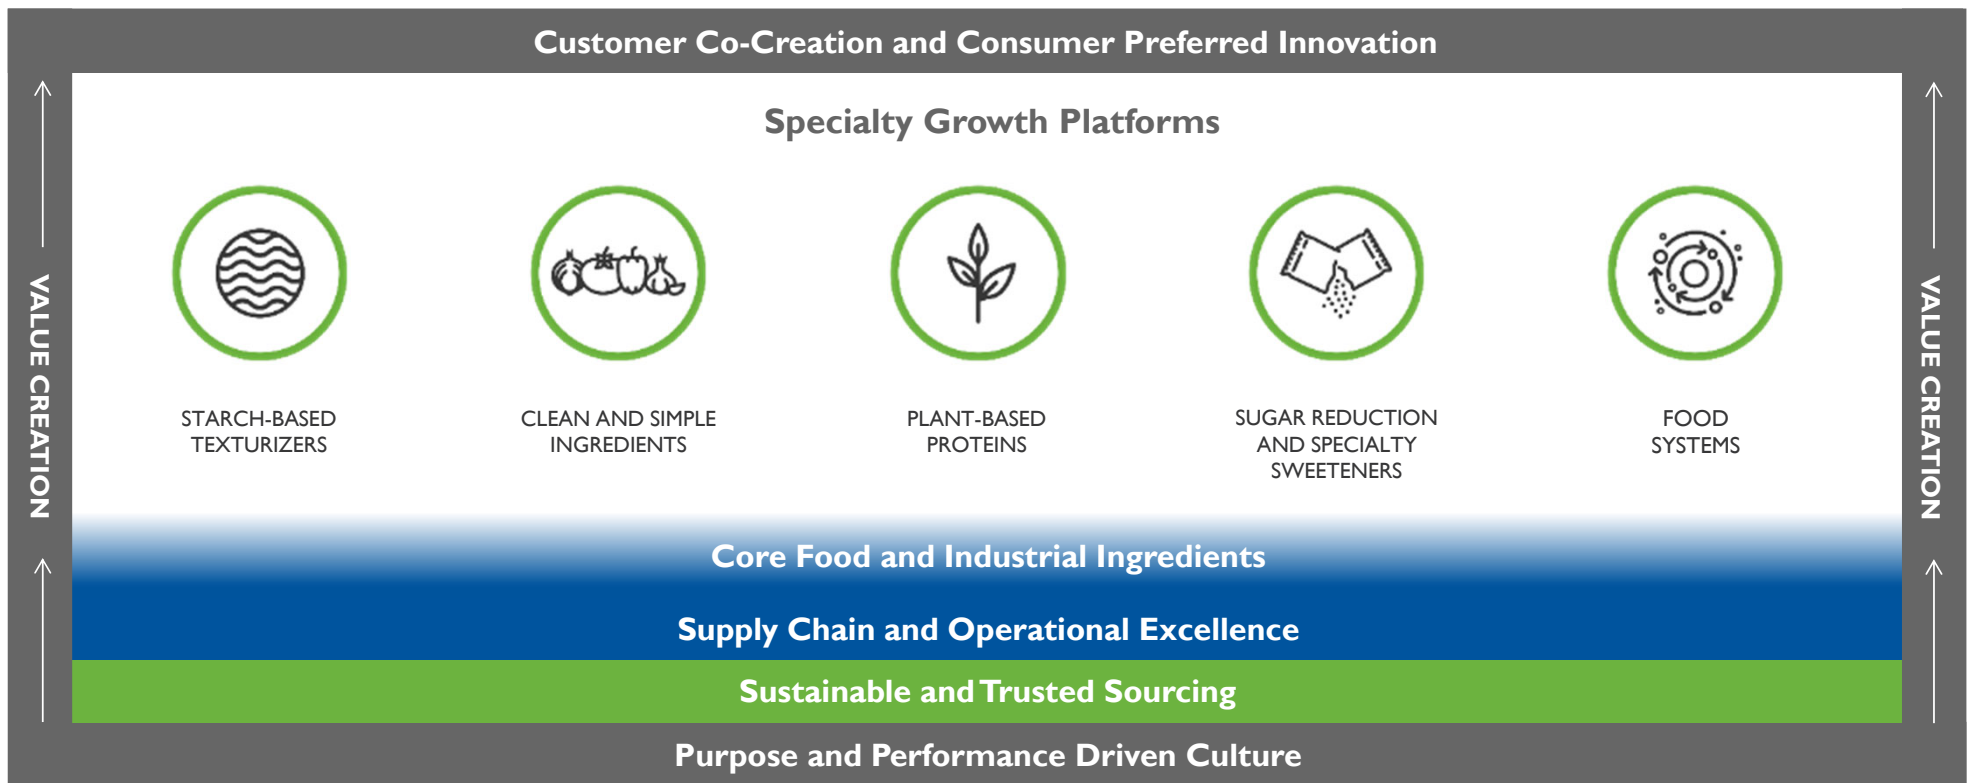 Customer Co-Creation and Consumer Preferred Innovation
Specialty Growth Platforms
VALUE CREATION
STARCH-BASED
TEXTURIZERS
CLEAN AND SIMPLE
INGREDIENTS
PLANT-BASED
PROTEINS
SUGAR REDUCTION
AND SPECIALTY
SWEETENERS
FOOD
SYSTEMS
VALUE CREATION
Core Food and Industrial Ingredients
Supply Chain and Operational Excellence
Sustainable and Trusted Sourcing
Purpose and Performance Driven Culture